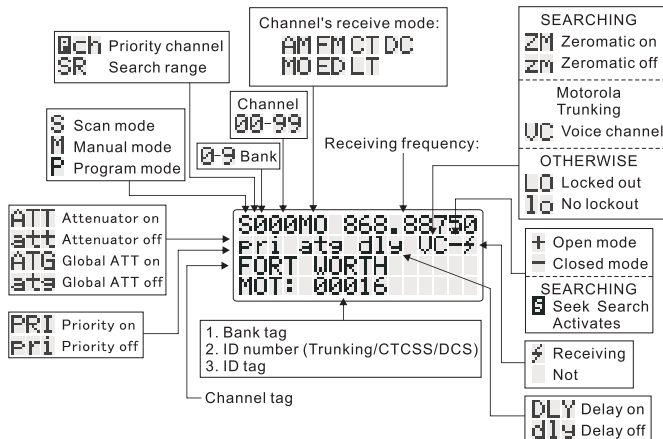 Pch Priority channel
SR Search range
Channel's receive mode:
AM FM CT DC
MO ED LT
SEARCHING
ZM Zeromatic on
zm Zeromatic off
Motorola
Trunking
VC Voice channel
OTHERWISE
LO Locked out
lo No lockout
Channel
00-99
S Scan mode
M Manual mode
P Program mode
0-9 Bank
Receiving frequency:
ATT Attenuator on
att Attenuator off
ATG Global ATT on
atg Global ATT off
S000MO 868.88750
pri atg dly VC-⚡
FORT WORTH
MOT: 00016
+ Open mode
- Closed mode
SEARCHING
S Seek Search
Activates
PRI Priority on
pri Priority off
1. Bank tag
2. ID number (Trunking/CTCSS/DCS)
3. ID tag
⚡ Receiving
Not
Channel tag
DLY Delay on
dly Delay off